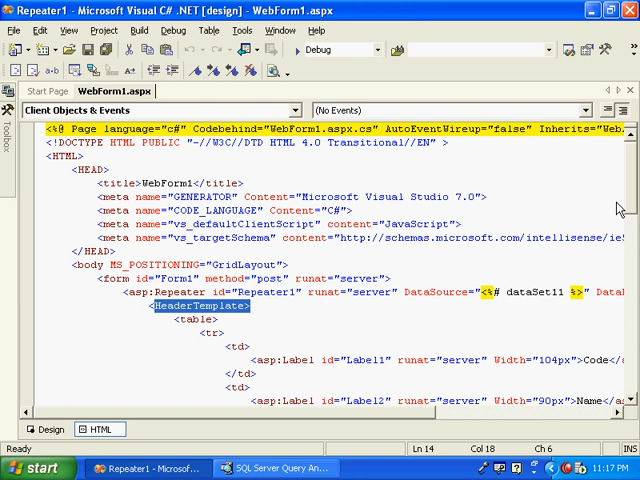 Repeater1 - Microsoft Visual C# .NET [design] - WebForm1.aspx
File Edit View Project Build Debug Table Tools Window Help
Debug
Start Page WebForm1.aspx
Client Objects & Events (No Events)
<%@ Page language="c#" Codebehind="WebForm1.aspx.cs" AutoEventWireup="false" Inherits="Web
<!DOCTYPE HTML PUBLIC "-//W3C//DTD HTML 4.0 Transitional//EN" >
<HTML>
<HEAD>
<title>WebForm1</title>
<meta name="GENERATOR" Content="Microsoft Visual Studio 7.0">
<meta name="CODE_LANGUAGE" Content="C#">
<meta name="vs_defaultClientScript" content="JavaScript">
<meta name="vs_targetSchema" content="http://schemas.microsoft.com/intellisense/ie5
</HEAD>
<body MS_POSITIONING="GridLayout">
<form id="Form1" method="post" runat="server">
<asp:Repeater id="Repeater1" runat="server" DataSource="<%# dataSet11 %>" Data
<HeaderTemplate>
<table>
<tr>
<td>
<asp:Label id="Label1" runat="server" Width="104px">Code</a
</td>
<td>
<asp:Label id="Label2" runat="server" Width="90px">Name</as
Toolbox
Design HTML
Ready Ln 14 Col 18 Ch 6 INS
start Repeater1 - Microsof... SQL Server Query An... 11:17 PM